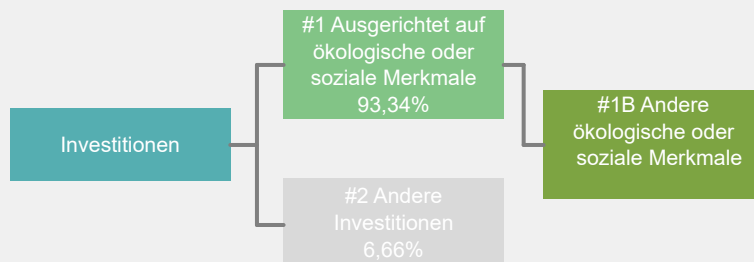 Investitionen
#1 Ausgerichtet auf
ökologische oder
soziale Merkmale
93,34%
#2 Andere
Investitionen
6,66%
#1B Andere
ökologische oder
soziale Merkmale